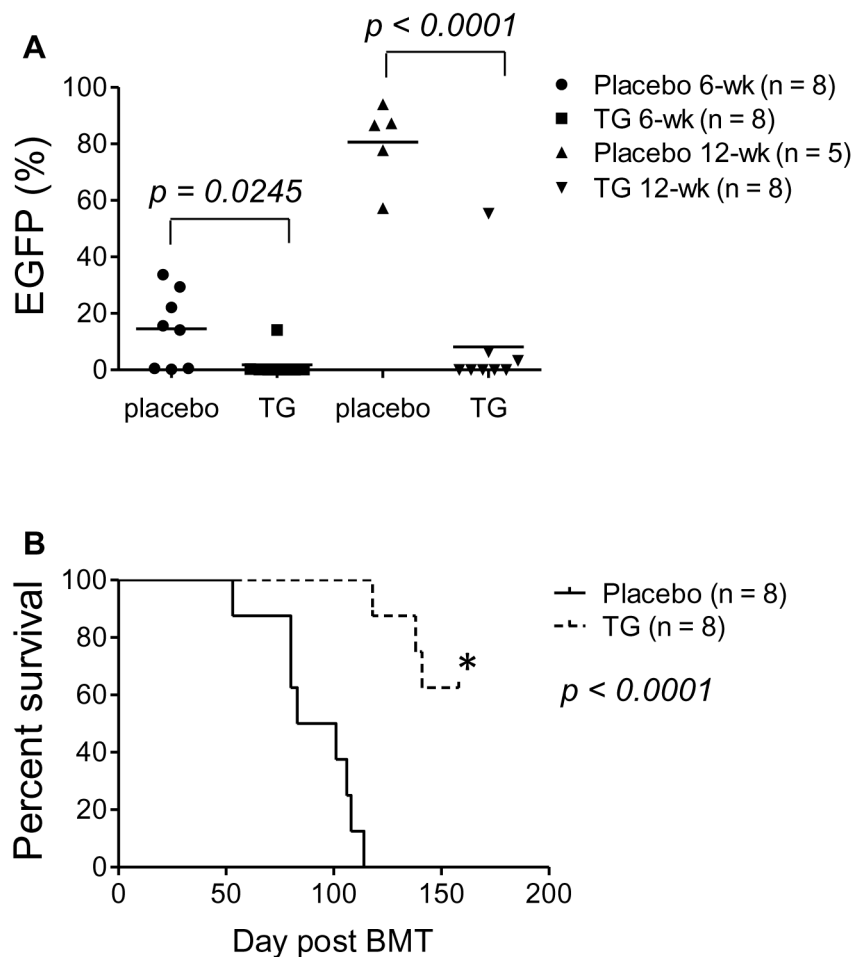 A
p < 0.0001
Placebo 6-wk (n = 8)
TG 6-wk (n = 8)
Placebo 12-wk (n = 5)
TG 12-wk (n = 8)
EGFP (%)
100
80
60
40
20
0
p = 0.0245
placebo TG placebo TG
B
Percent survival
100
80
60
40
20
0
*
Placebo (n = 8)
TG (n = 8)
p < 0.0001
0 50 100 150 200
Day post BMT